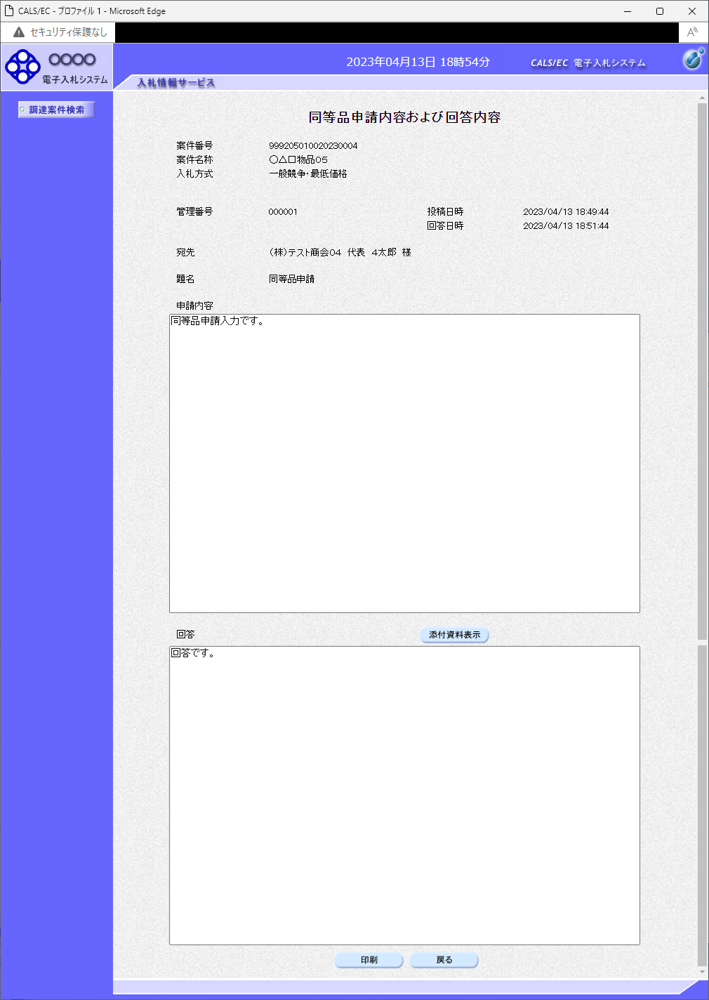 CALS/EC - プロファイル 1 - Microsoft Edge
セキュリティ保護なし
○○○○
電子入札システム
2023年04月13日 18時54分
CALS/EC 電子入札システム
入札情報サービス
調達案件検索
同等品申請内容および回答内容
案件番号 999205010020230004
案件名称 ○△□物品０５
入札方式 一般競争・最低価格
管理番号 000001 投稿日時 2023/04/13 18:49:44
回答日時 2023/04/13 18:51:44
宛先 （株）テスト商会０４　代表　４太郎　様
題名 同等品申請
申請内容
同等品申請入力です。
回答 添付資料表示
回答です。
印刷 戻る